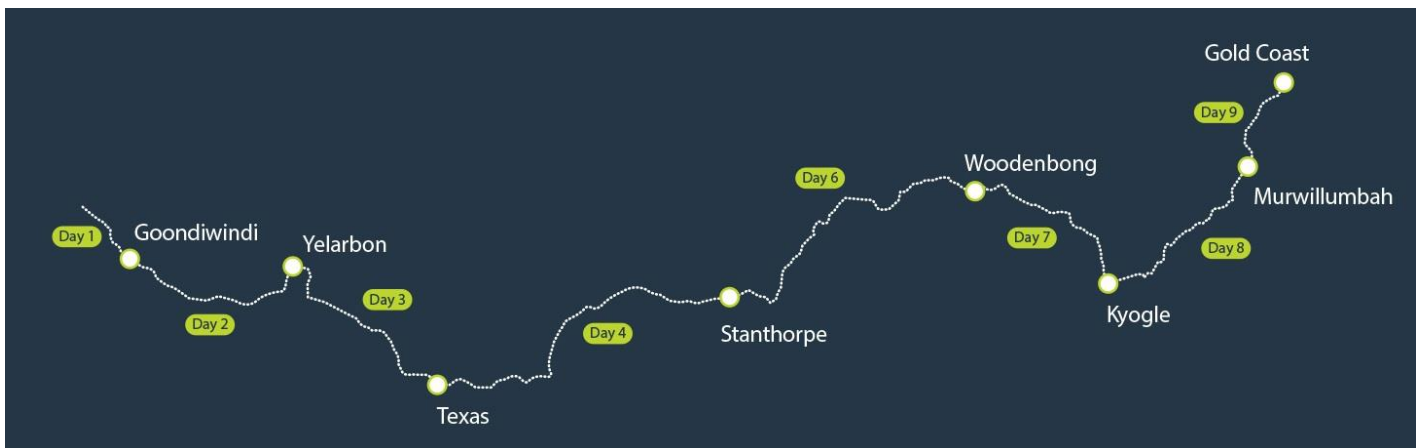 Day 1
Goondiwindi
Day 2
Yelarbon
Day 3
Texas
Day 4
Stanthorpe
Day 6
Woodenbong
Day 7
Kyogle
Day 8
Murwillumbah
Day 9
Gold Coast